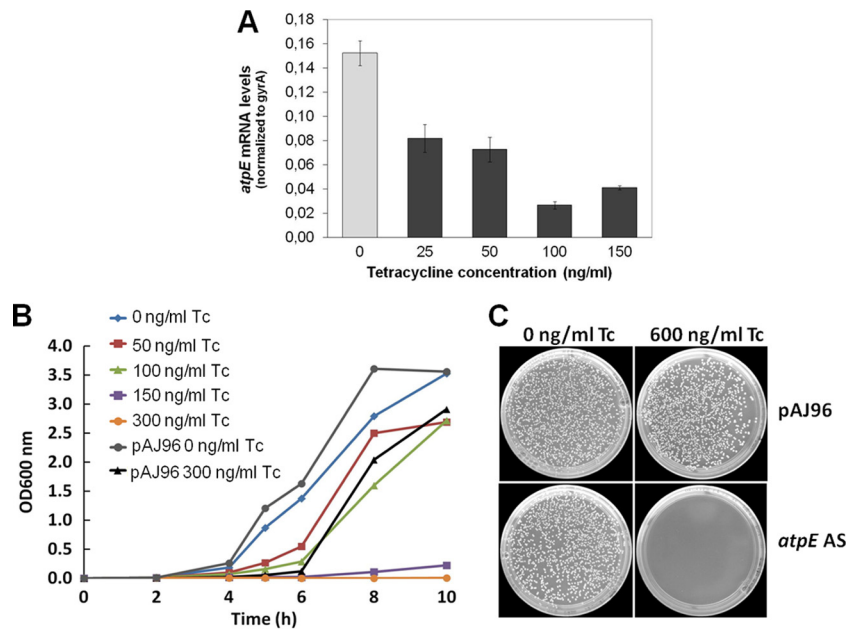 A
0,18
0,16
0,14
0,12
0,10
0,08
0,06
0,04
0,02
0,00
atpE mRNA levels
(normalized to gyrA)
0 25 50 100 150
Tetracycline concentration (ng/ml)
B
0 ng/ml Tc
50 ng/ml Tc
100 ng/ml Tc
150 ng/ml Tc
300 ng/ml Tc
pAJ96 0 ng/ml Tc
pAJ96 300 ng/ml Tc
4.0
3.5
3.0
2.5
2.0
1.5
1.0
0.5
0.0
OD600 nm
0 2 4 6 8 10
Time (h)
C
0 ng/ml Tc 600 ng/ml Tc
pAJ96
atpE AS